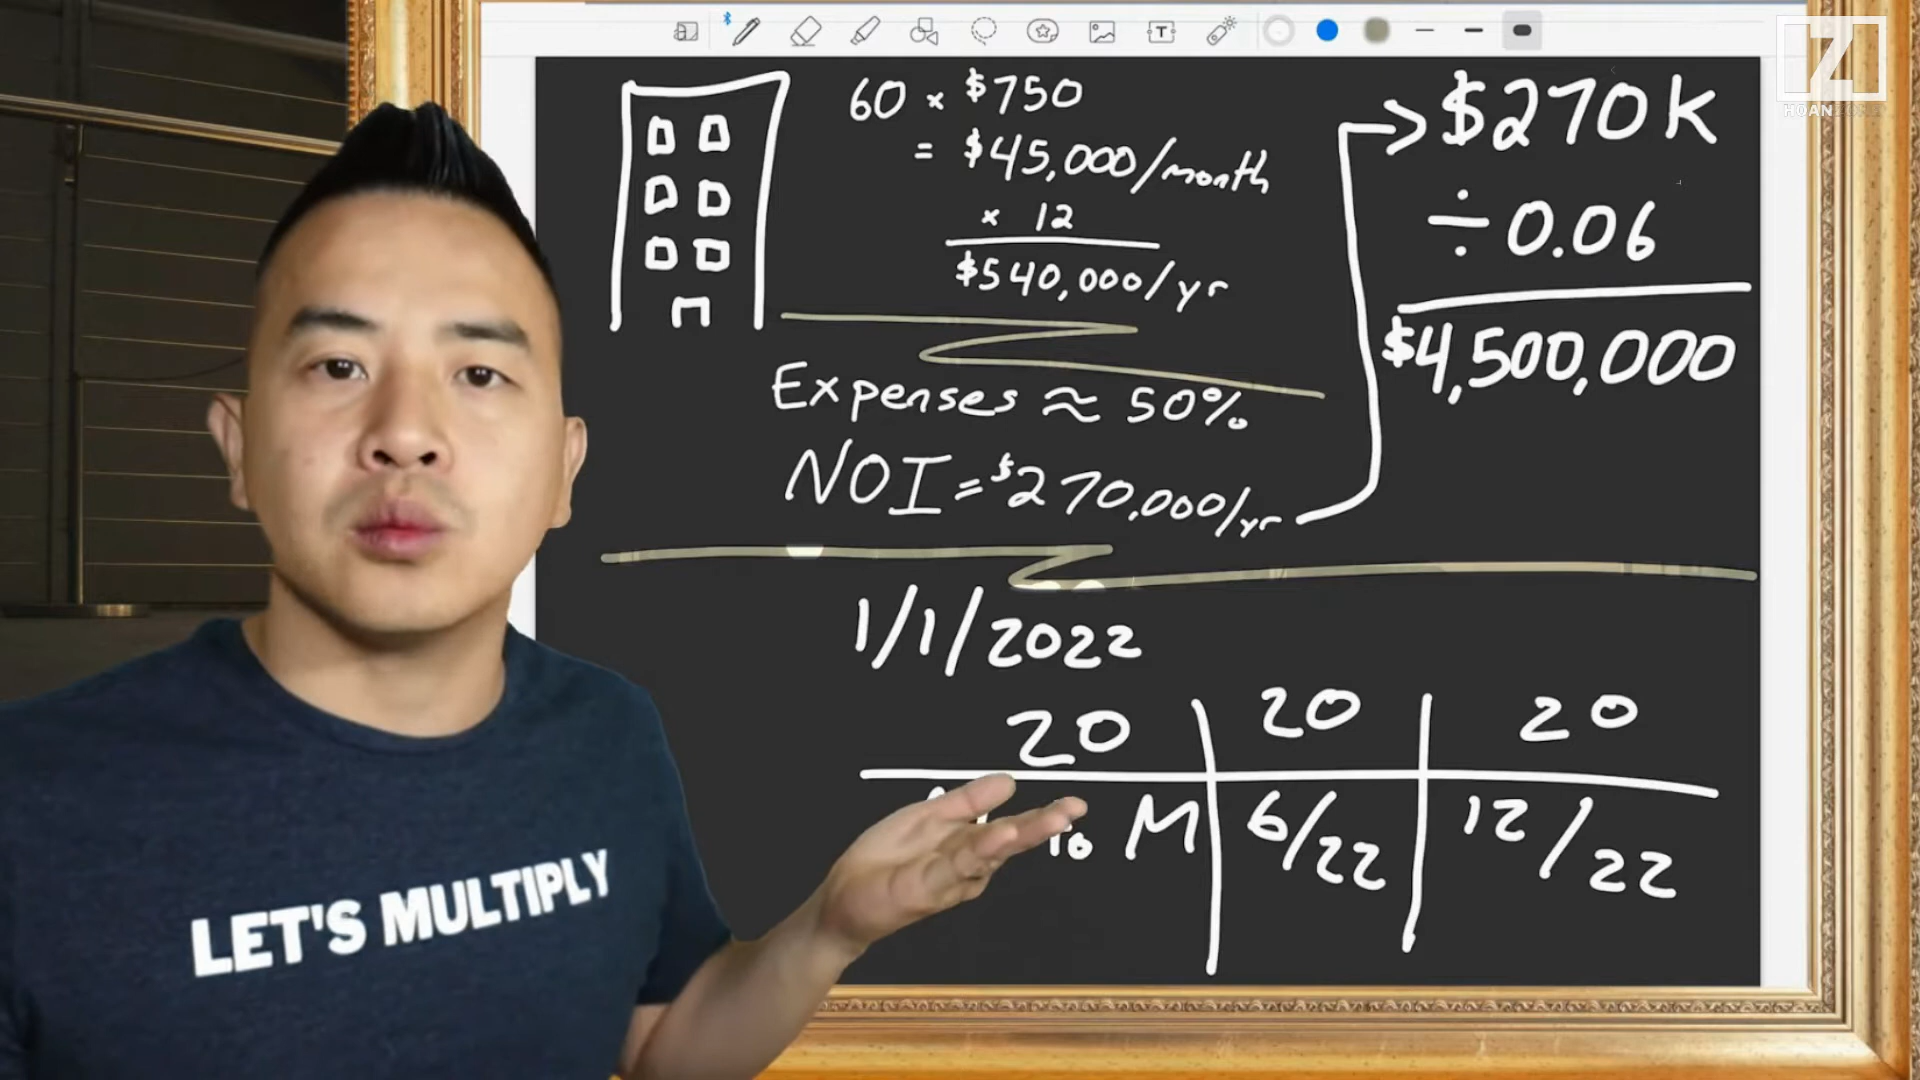 60 × $750
= $45,000/month
× 12
$540,000/yr
Expenses ≈ 50%
NOI = $270,000/yr
$270K
÷ 0.06
$4,500,000
1/1/2022
20 20 20
To M 6/22 12/22
LET'S MULTIPLY
Z
T